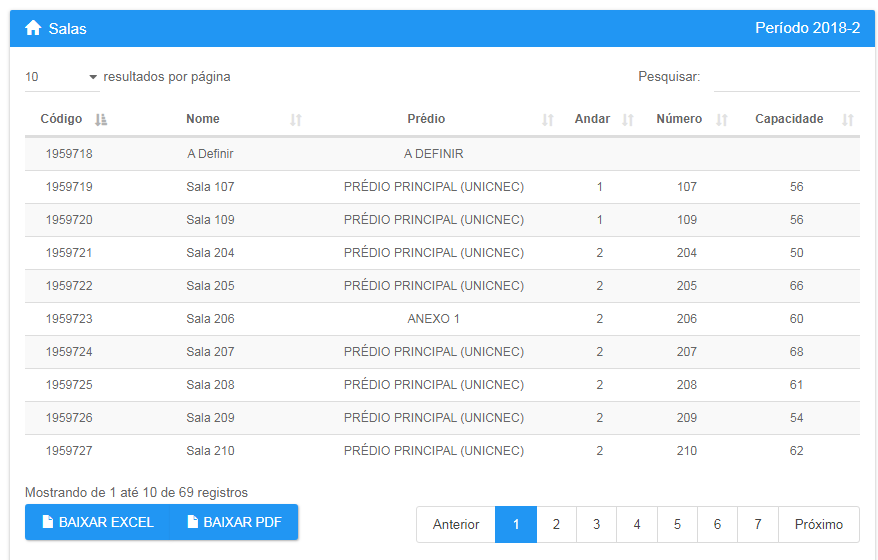 Salas Período 2018-2
10 resultados por página Pesquisar:
Código Nome Prédio Andar Número Capacidade
1959718 A Definir A DEFINIR
1959719 Sala 107 PRÉDIO PRINCIPAL (UNICNEC) 1 107 56
1959720 Sala 109 PRÉDIO PRINCIPAL (UNICNEC) 1 109 56
1959721 Sala 204 PRÉDIO PRINCIPAL (UNICNEC) 2 204 50
1959722 Sala 205 PRÉDIO PRINCIPAL (UNICNEC) 2 205 66
1959723 Sala 206 ANEXO 1 2 206 60
1959724 Sala 207 PRÉDIO PRINCIPAL (UNICNEC) 2 207 68
1959725 Sala 208 PRÉDIO PRINCIPAL (UNICNEC) 2 208 61
1959726 Sala 209 PRÉDIO PRINCIPAL (UNICNEC) 2 209 54
1959727 Sala 210 PRÉDIO PRINCIPAL (UNICNEC) 2 210 62
Mostrando de 1 até 10 de 69 registros
BAIXAR EXCEL BAIXAR PDF Anterior 1 2 3 4 5 6 7 Próximo